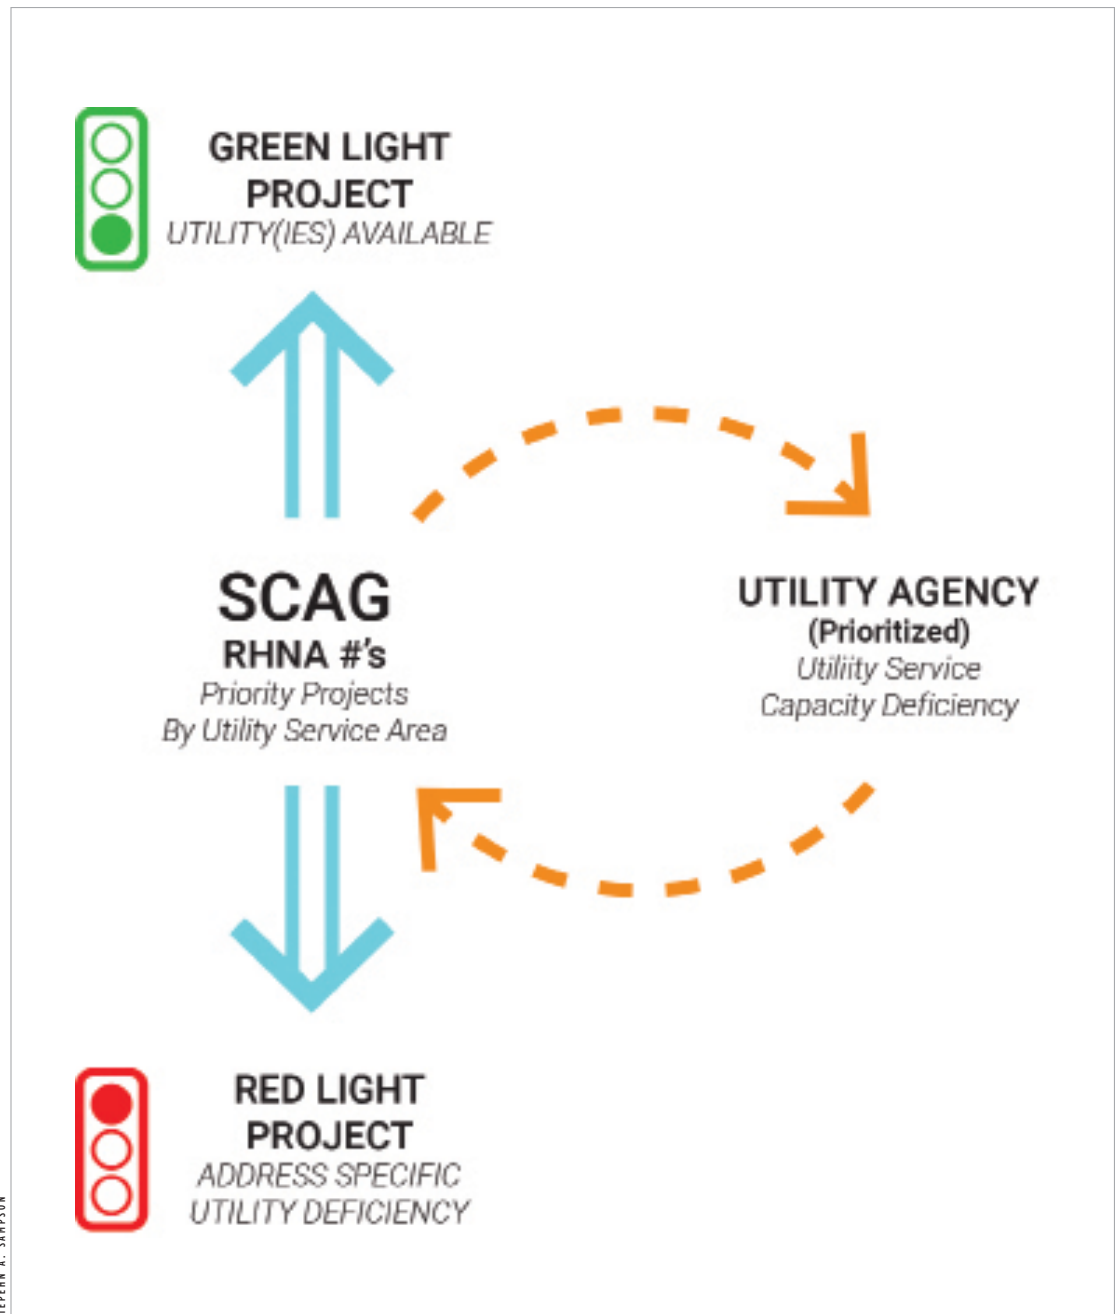 GREEN LIGHT
PROJECT
UTILITY(IES) AVAILABLE
SCAG
RHNA #'s
Priority Projects
By Utility Service Area
UTILITY AGENCY
(Prioritized)
Utiliity Service
Capacity Deficiency
RED LIGHT
PROJECT
ADDRESS SPECIFIC
UTILITY DEFICIENCY
A. SAMPSON